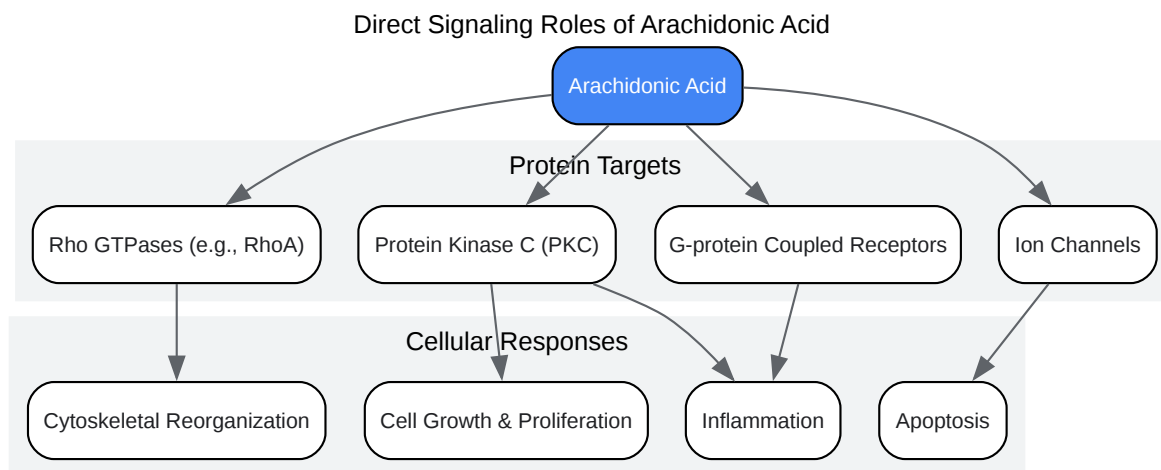 Direct Signaling Roles of Arachidonic Acid
Arachidonic Acid
Protein Targets
Rho GTPases (e.g., RhoA)
Protein Kinase C (PKC)
G-protein Coupled Receptors
Ion Channels
Cellular Responses
Cytoskeletal Reorganization
Cell Growth & Proliferation
Inflammation
Apoptosis